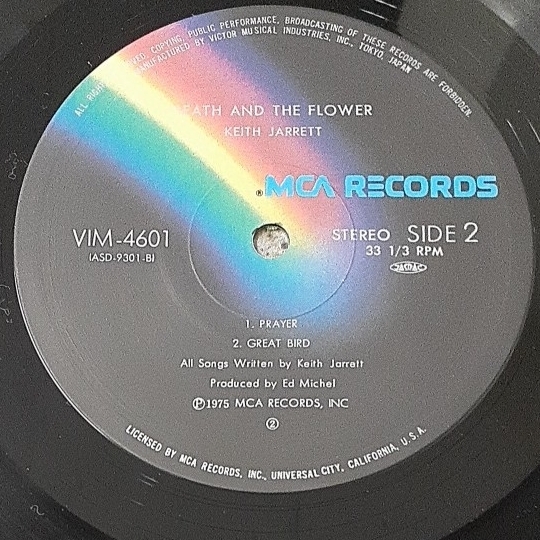 ALL RIGHTS RESERVED. COPYING, PUBLIC PERFORMANCE, BROADCASTING OF THESE RECORDS ARE FORBIDDEN.
MANUFACTURED BY VICTOR MUSICAL INDUSTRIES, INC., TOKYO, JAPAN
DEATH AND THE FLOWER
KEITH JARRETT
®MCA RECORDS
VIM-4601
(ASD-9301-B)
STEREO SIDE 2
33 1/3 RPM
JASRAC
1. PRAYER
2. GREAT BIRD
All Songs Written by Keith Jarrett
Produced by Ed Michel
Ⓟ1975 MCA RECORDS, INC
②
LICENSED BY MCA RECORDS, INC., UNIVERSAL CITY, CALIFORNIA, U.S.A.